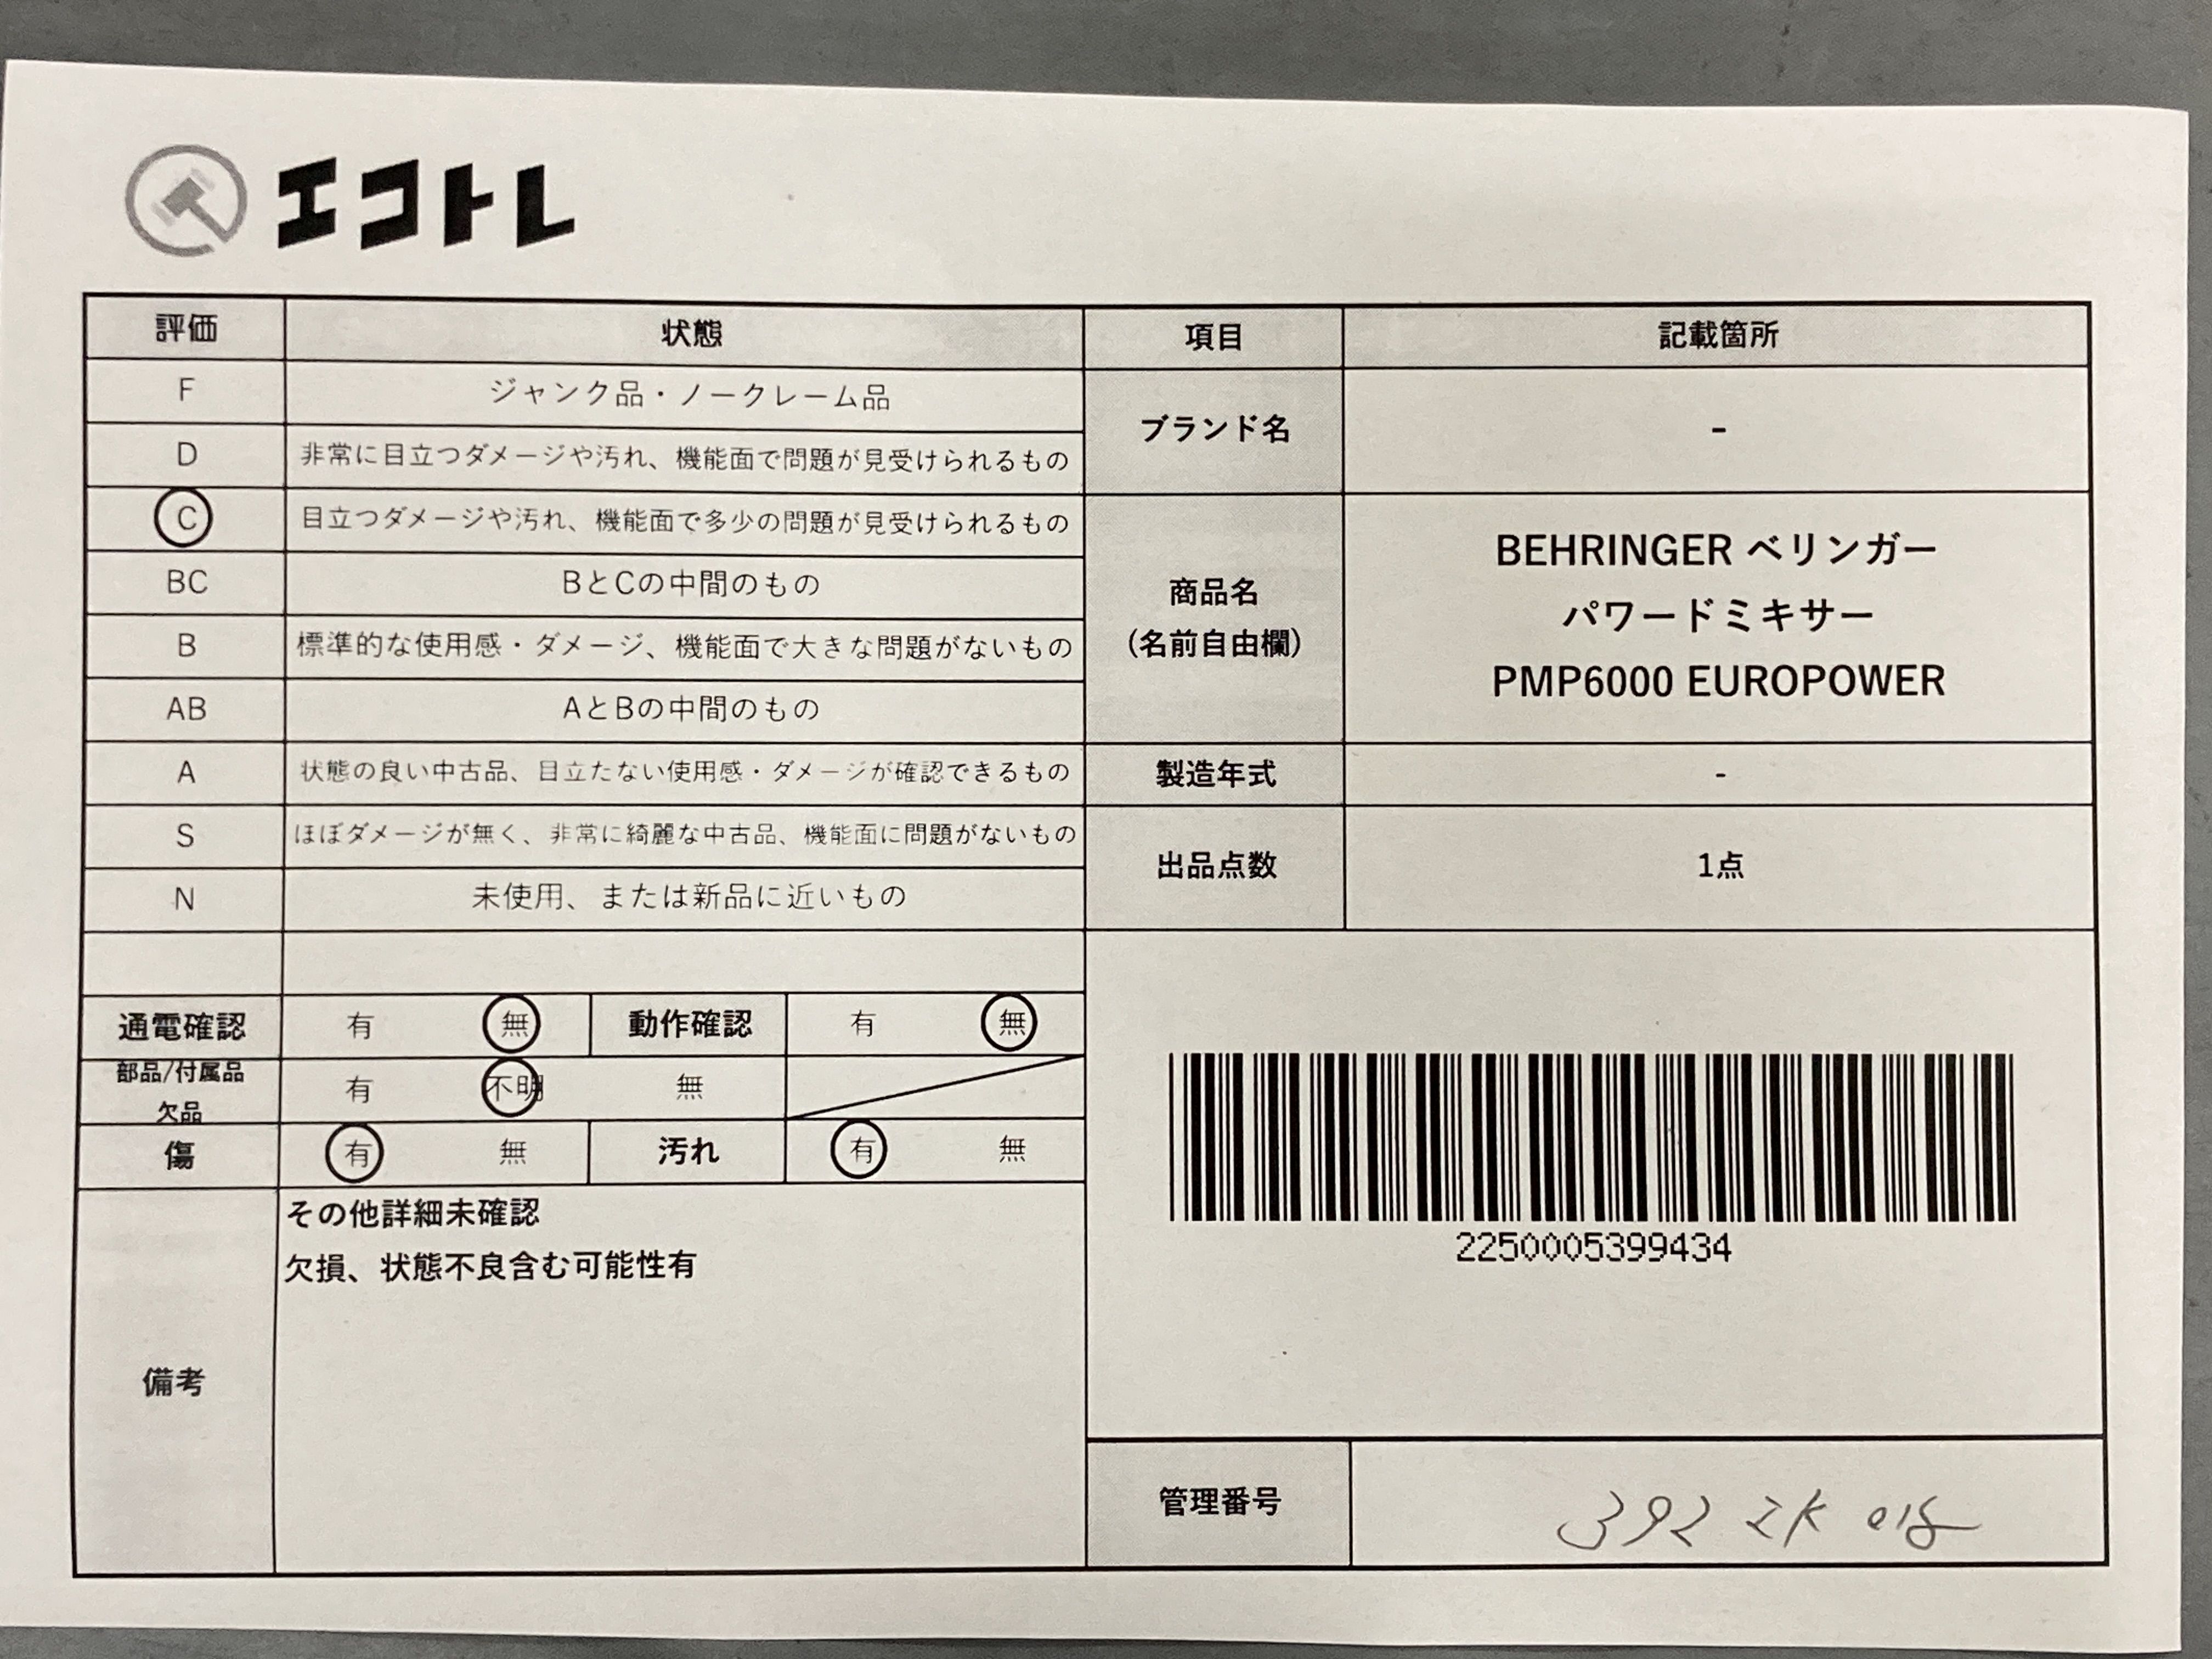 エコトレ
評価 状態 項目 記載箇所
F ジャンク品・ノークレーム品
D 非常に目立つダメージや汚れ、機能面で問題が見受けられるもの
ブランド名 -
C 目立つダメージや汚れ、機能面で多少の問題が見受けられるもの
BC BとCの中間のもの
B 標準的な使用感・ダメージ、機能面で大きな問題がないもの
AB AとBの中間のもの
商品名
(名前自由欄)
BEHRINGER ベリンガー
パワードミキサー
PMP6000 EUROPOWER
A 状態の良い中古品、目立たない使用感・ダメージが確認できるもの
製造年式 -
S ほぼダメージが無く、非常に綺麗な中古品、機能面に問題がないもの
N 未使用、または新品に近いもの
出品点数 1点
通電確認 有 無 動作確認 有 無
部品/付属品
欠品
有 不明 無
傷 有 無 汚れ 有 無
備考
その他詳細未確認
欠損、状態不良含む可能性有
2250005399434
管理番号 392 ZK